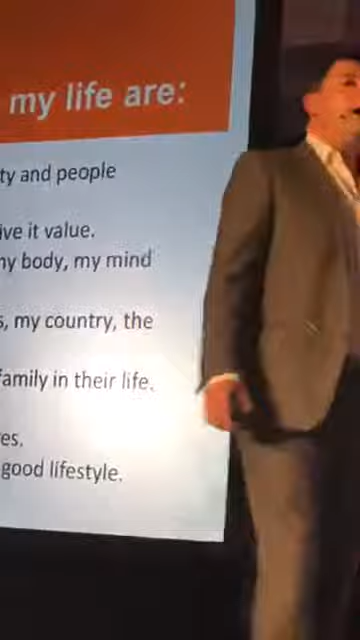 my life are:
ty and people
ive it value.
my body, my mind
s, my country, the
family in their life.
es.
good lifestyle.